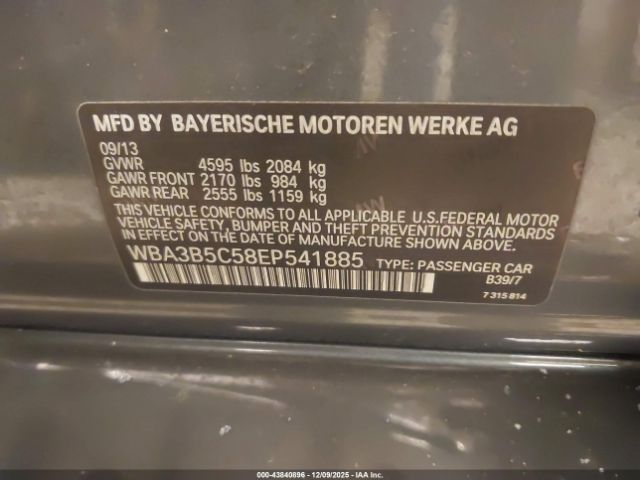 MFD BY BAYERISCHE MOTOREN WERKE AG
09/13
GVWR 4595 lbs 2084 kg
GAWR FRONT 2170 lbs 984 kg
GAWR REAR 2555 lbs 1159 kg
THIS VEHICLE CONFORMS TO ALL APPLICABLE U.S.FEDERAL MOTOR
VEHICLE SAFETY, BUMPER, AND THEFT PREVENTION STANDARDS
IN EFFECT ON THE DATE OF MANUFACTURE SHOWN ABOVE.
WBA3B5C58EP541885 TYPE: PASSENGER CAR
B39/7
7 315 814
000-43840896 - 12/09/2025 - IAA Inc.